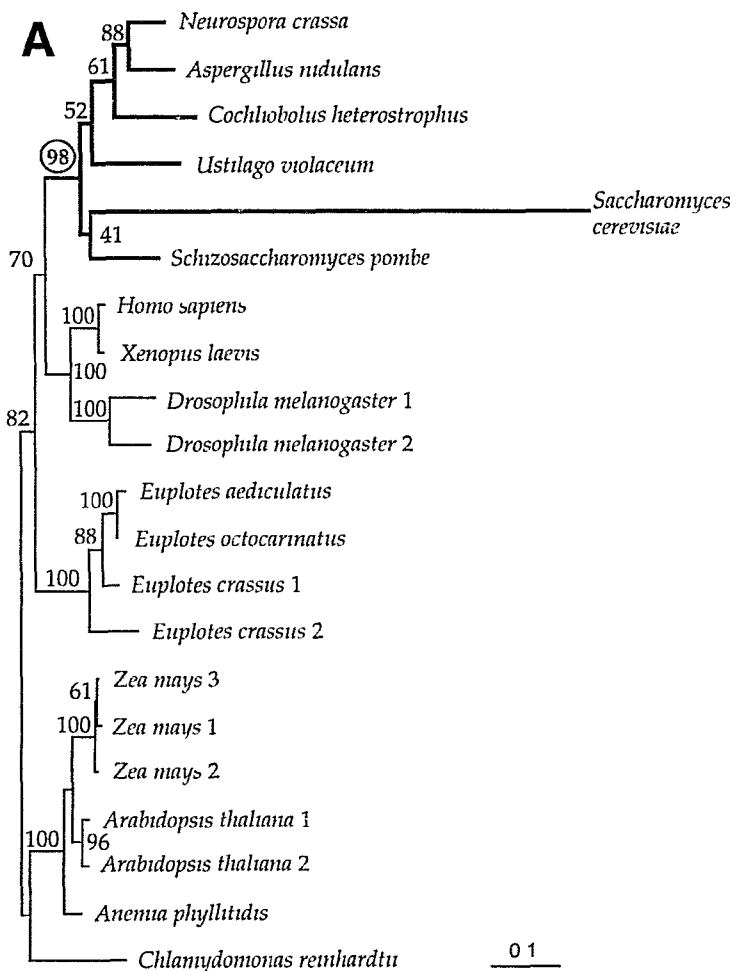 A
88
Neurospora crassa
Aspergillus nidulans
61
Cochliobolus heterostrophus
52
Ustilago violaceum
98
Saccharomyces
cerevisiae
41
Schizosaccharomyces pombe
70
Homo sapiens
100
Xenopus laevis
100
Drosophila melanogaster 1
100
Drosophila melanogaster 2
82
Euplotes aediculatus
100
Euplotes octocarinatus
88
Euplotes crassus 1
100
Euplotes crassus 2
Zea mays 3
61
Zea mays 1
100
Zea mays 2
Arabidopsis thaliana 1
96
100
Arabidopsis thaliana 2
Anemia phyllitidis
Chlamydomonas reinhardtii
0 1